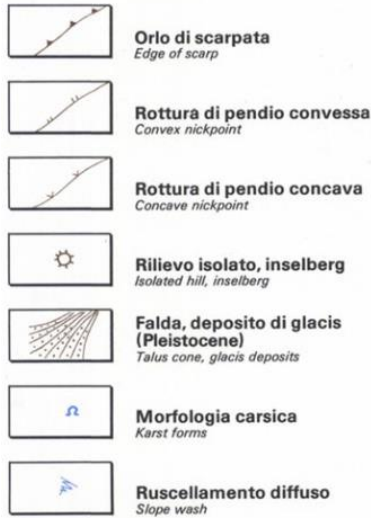 Orlo di scarpata
Edge of scarp
Rottura di pendio convessa
Convex nickpoint
Rottura di pendio concava
Concave nickpoint
Rilievo isolato, inselberg
Isolated hill, inselberg
Falda, deposito di glacis
(Pleistocene)
Talus cone, glacis deposits
Morfologia carsica
Karst forms
Ruscellamento diffuso
Slope wash